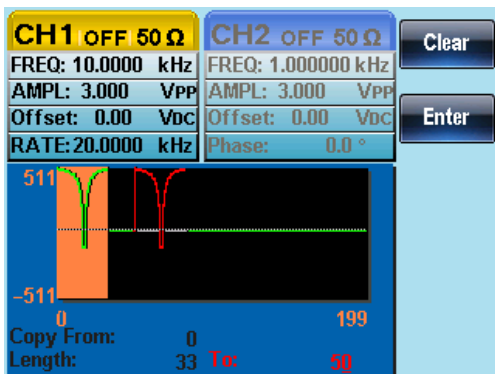 CH1 OFF 50 Ω CH2 OFF 50 Ω Clear
FREQ: 10.0000 kHz FREQ: 1.000000 kHz
AMPL: 3.000 VPP AMPL: 3.000 VPP
Offset: 0.00 VDC Offset: 0.00 VDC Enter
RATE: 20.0000 kHz Phase: 0.0 °
511
-511
0 199
Copy From: 0
Length: 33 To: 50